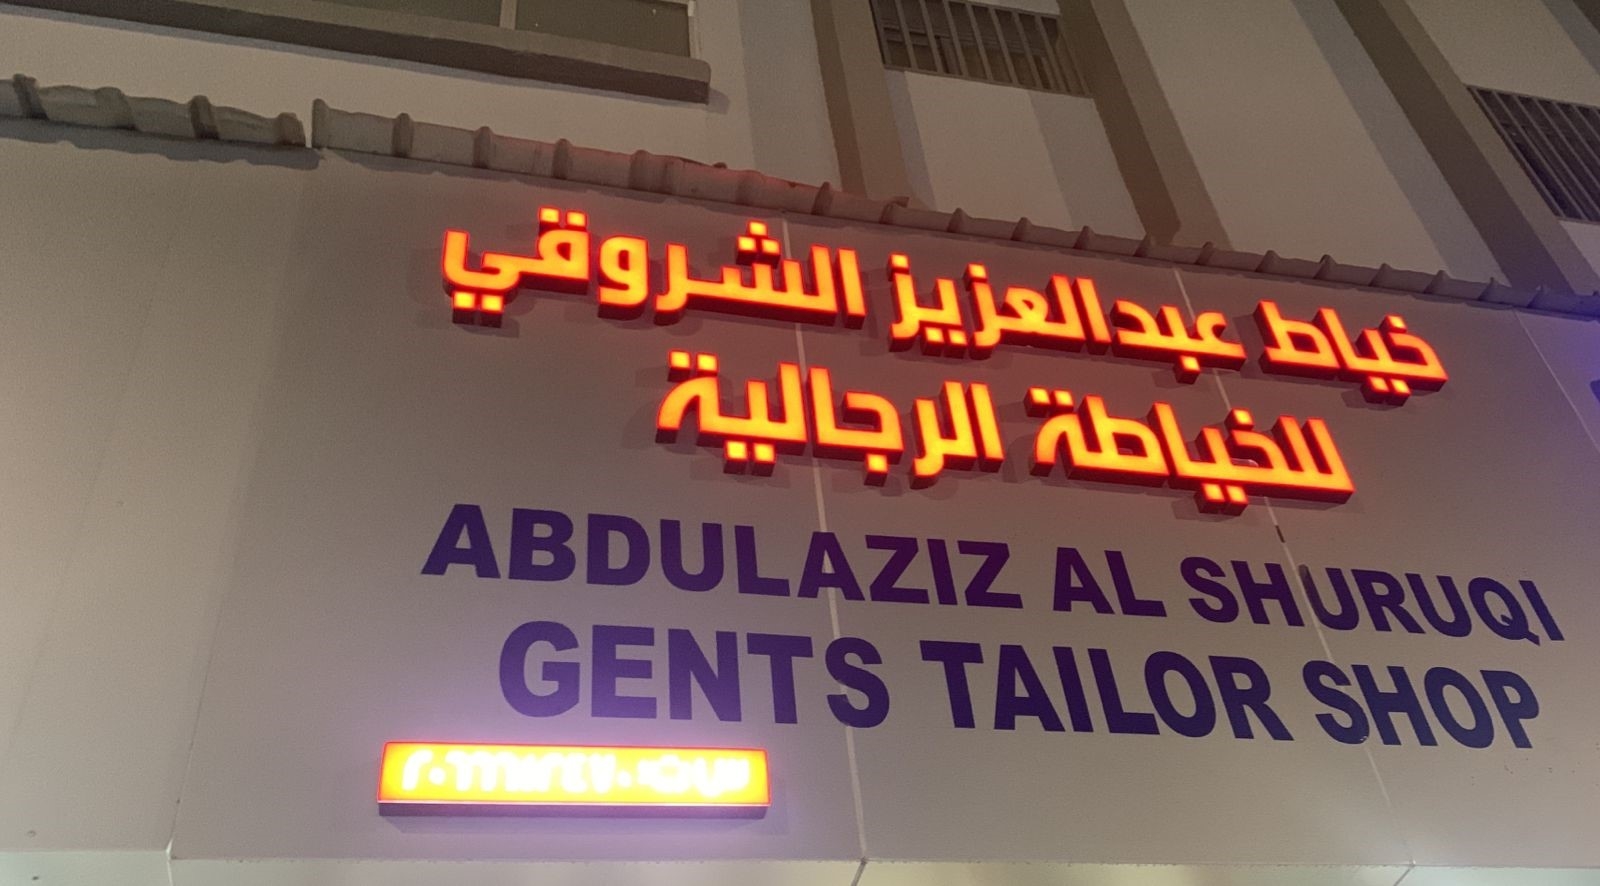 خياط عبدالعزيز الشروقي
للخياطة الرجالية
ABDULAZIZ AL SHURUQI
GENTS TAILOR SHOP